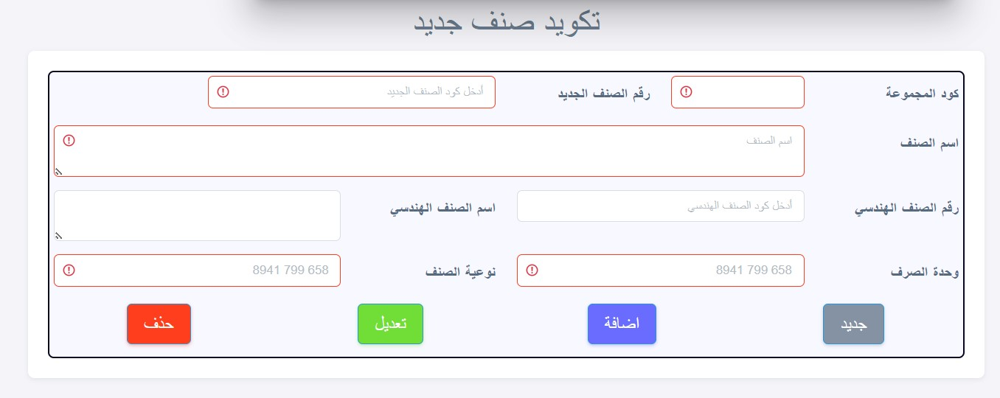 تكويد صنف جديد
كود المجموعة
رقم الصنف الجديد أدخل كود الصنف الجديد
اسم الصنف اسم الصنف
رقم الصنف الهندسي أدخل كود الصنف الهندسي اسم الصنف الهندسي
وحدة الصرف 658 799 8941 نوعية الصنف 658 799 8941
جديد اضافة تعديل حذف